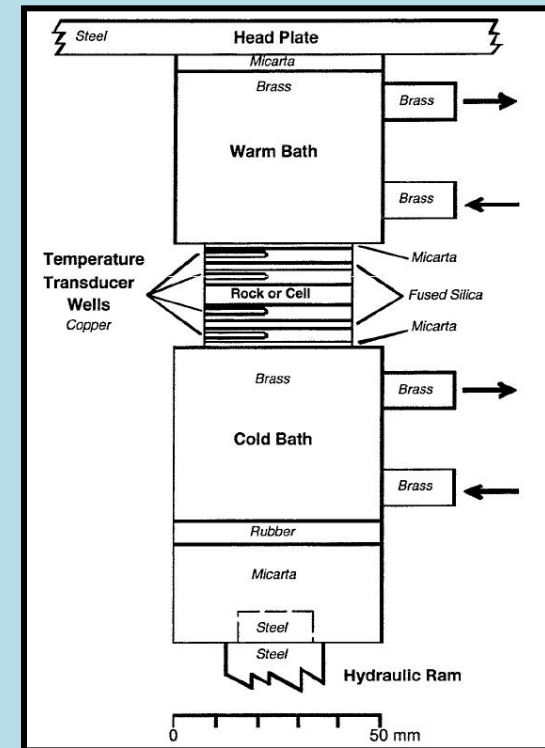 Steel
Head Plate
Micarta
Brass
Brass
Warm Bath
Brass
Temperature
Transducer
Wells
Copper
Micarta
Rock or Cell
Fused Silica
Micarta
Brass
Brass
Cold Bath
Brass
Rubber
Micarta
Steel
Steel
Hydraulic Ram
0 50 mm